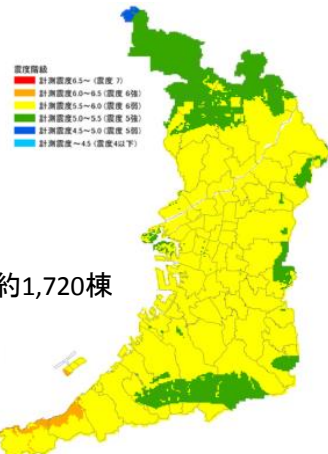 震度階級
計測震度6.5～(震度 7)
計測震度6.0～6.5(震度 6強)
計測震度5.5～6.0(震度 6弱)
計測震度5.0～5.5(震度 5強)
計測震度4.5～5.0(震度 5弱)
計測震度～4.5(震度4以下)
約1,720棟